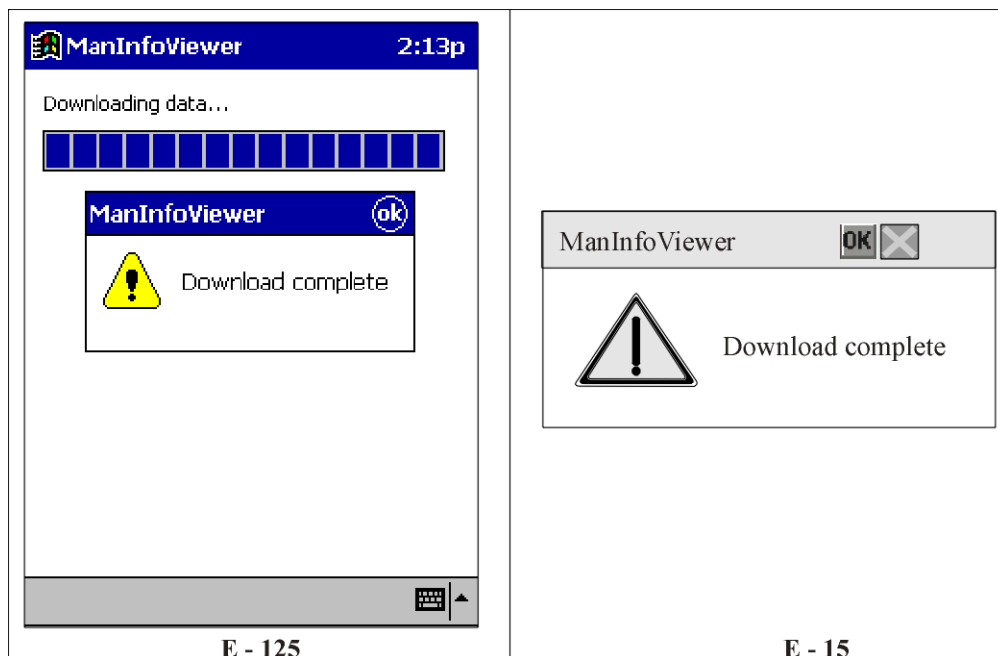 ManInfoViewer 2:13p
Downloading data...
ManInfoViewer ok
Download complete
E - 125
ManInfoViewer OK
Download complete
E - 15